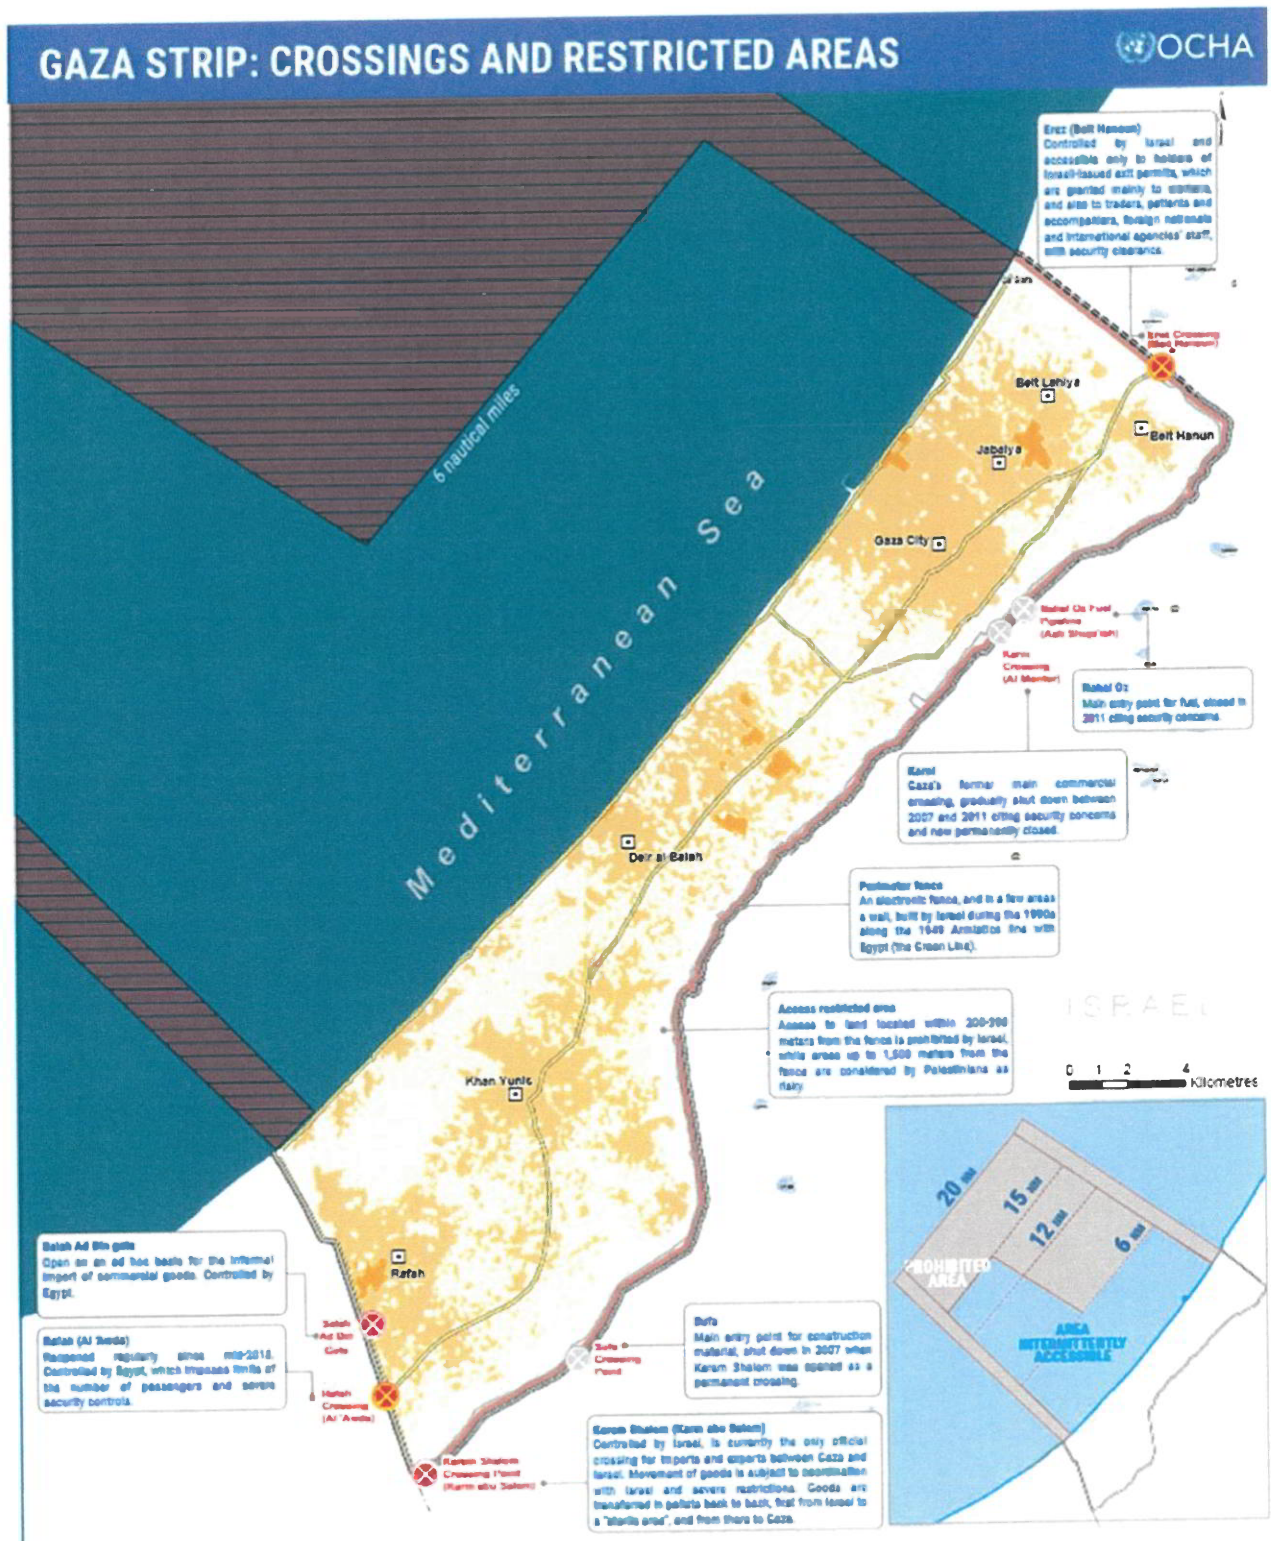 GAZA STRIP: CROSSINGS AND RESTRICTED AREAS
OCHA
Erez (Beit Hanoun)
Controlled by Israel and
accessible only to holders of
Israeli-issued exit permits, which
are granted mainly to workers,
and also to traders, patients and
accompaniers, foreign nationals
and international agencies' staff,
with security clearance.
Erez Crossing
(Beit Hanoun)
Beit Lahiya
Beit Hanun
Jabalya
Gaza City
6 nautical miles
Mediterranean Sea
Nahal Oz Fuel
Pipeline
(Ash Shuja'iah)
Karni
Crossing
(Al Montar)
Nahal Oz
Main entry point for fuel, closed in
2011 citing security concerns
Karni
Gaza's former main commercial
crossing, gradually shut down between
2007 and 2011 citing security concerns
and now permanently closed.
Deir al Balah
Perimeter fence
An electronic fence, and in a few areas
a wall, built by Israel during the 1990s
along the 1949 Armistice line with
Egypt (the Green Line).
Access restricted area
Access to land located within
meters from the fence is prohibited by Israel,
while areas up to 1,500 meters from the
fence are considered by Palestinians as
risky.
ISRAEL
0 1 2 4
Kilometres
Khan Yunis
Rafah
20 NM
15 NM
12 NM
6 NM
PROHIBITED
AREA
AREA
INTERMITTENTLY
ACCESSIBLE
Salah Ad Din gate
Open on an ad hoc basis for the informal
import of commercial goods. Controlled by
Egypt.
Salah
Ad Din
Gate
Rafah (Al 'Awda)
Reopened regularly since mid-2018.
Controlled by Egypt, which imposes limits of
the number of passengers and severe
security controls.
Rafah
Crossing
(Al 'Awda)
Sufa
Crossing
Point
Sufa
Main entry point for construction
material, shut down in 2007 when
Kerem Shalom was opened as a
permanent crossing.
Kerem Shalom
Crossing Point
(Karm abu Salem)
Kerem Shalom (Karm abu Salem)
Controlled by Israel, is currently the only official
crossing for imports and exports between Gaza and
Israel. Movement of goods is subject to coordination
with Israel and severe restrictions. Goods are
transferred in pallets back to back, first from Israel to
a "sterile area", and from there to Gaza.